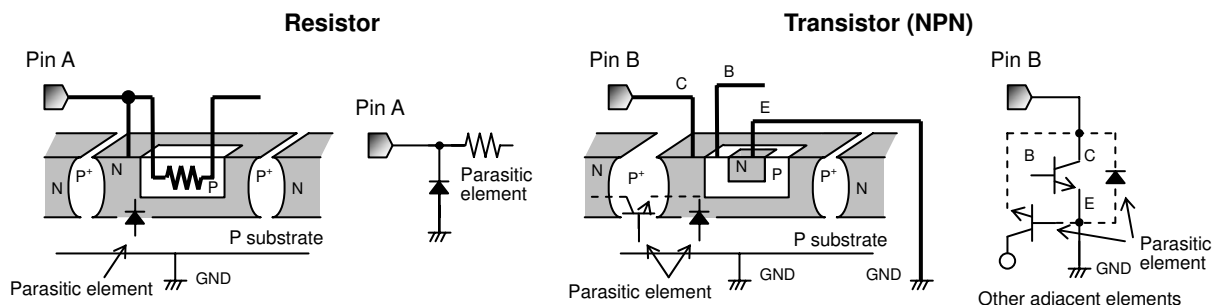 Resistor
Transistor (NPN)
Pin A
Pin A
N
P+
N
P
P+
N
Parasitic element
P substrate
GND
Parasitic
element
Pin B
C
B
E
N
P+
N
P
P+
N
P substrate
GND
GND
Parasitic element
Pin B
B
C
E
GND
Parasitic
element
Other adjacent elements